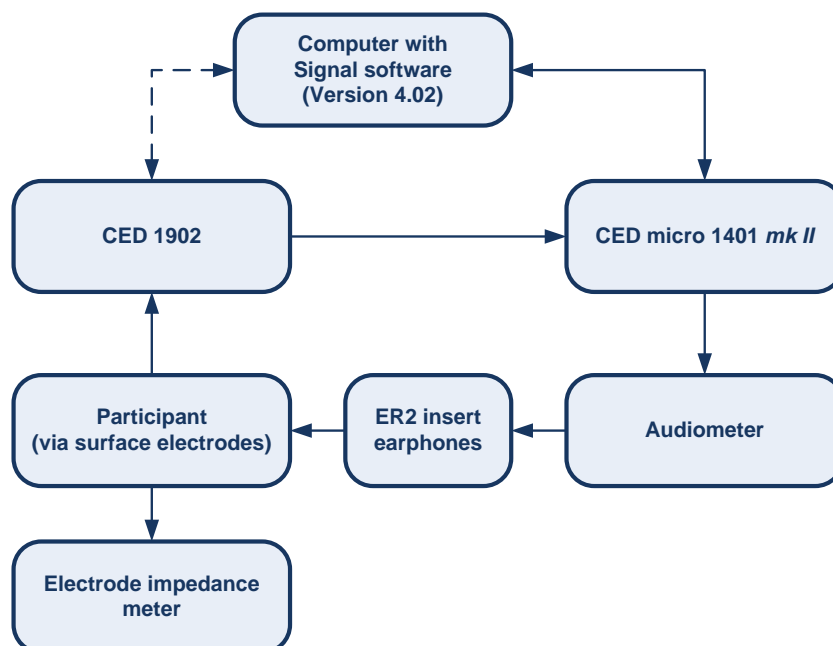 Computer with
Signal software
(Version 4.02)
CED 1902
CED micro 1401 mk II
Participant
(via surface electrodes)
ER2 insert
earphones
Audiometer
Electrode impedance
meter